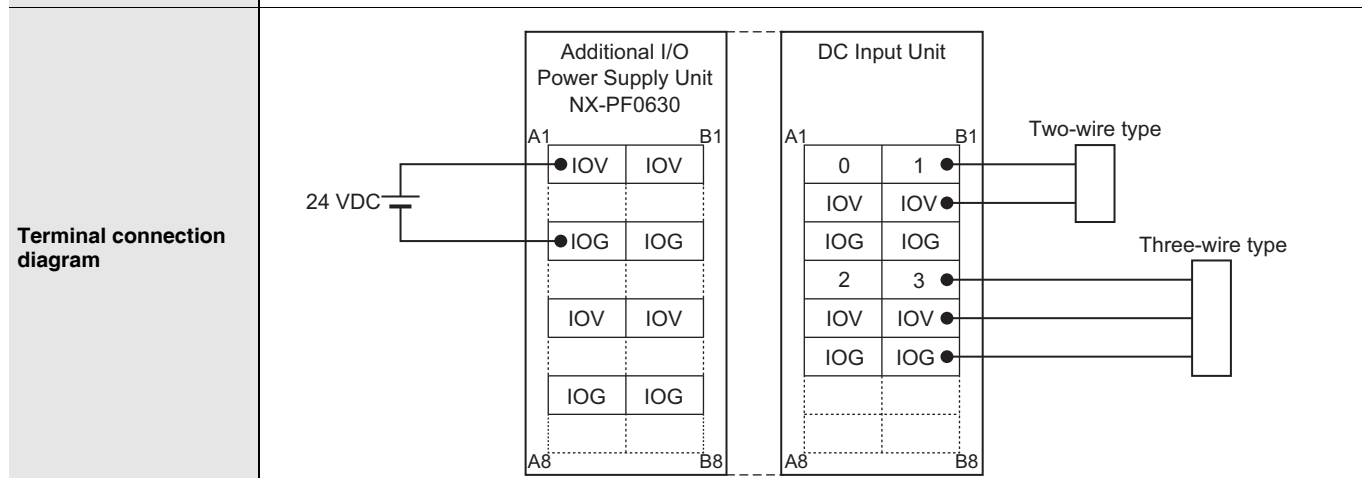 Terminal connection
diagram
24 VDC
Additional I/O
Power Supply Unit
NX-PF0630
A1 B1
IOV IOV
IOG IOG
IOV IOV
IOG IOG
A8 B8
DC Input Unit
A1 B1
0 1
IOV IOV
IOG IOG
2 3
IOV IOV
IOG IOG
A8 B8
Two-wire type
Three-wire type